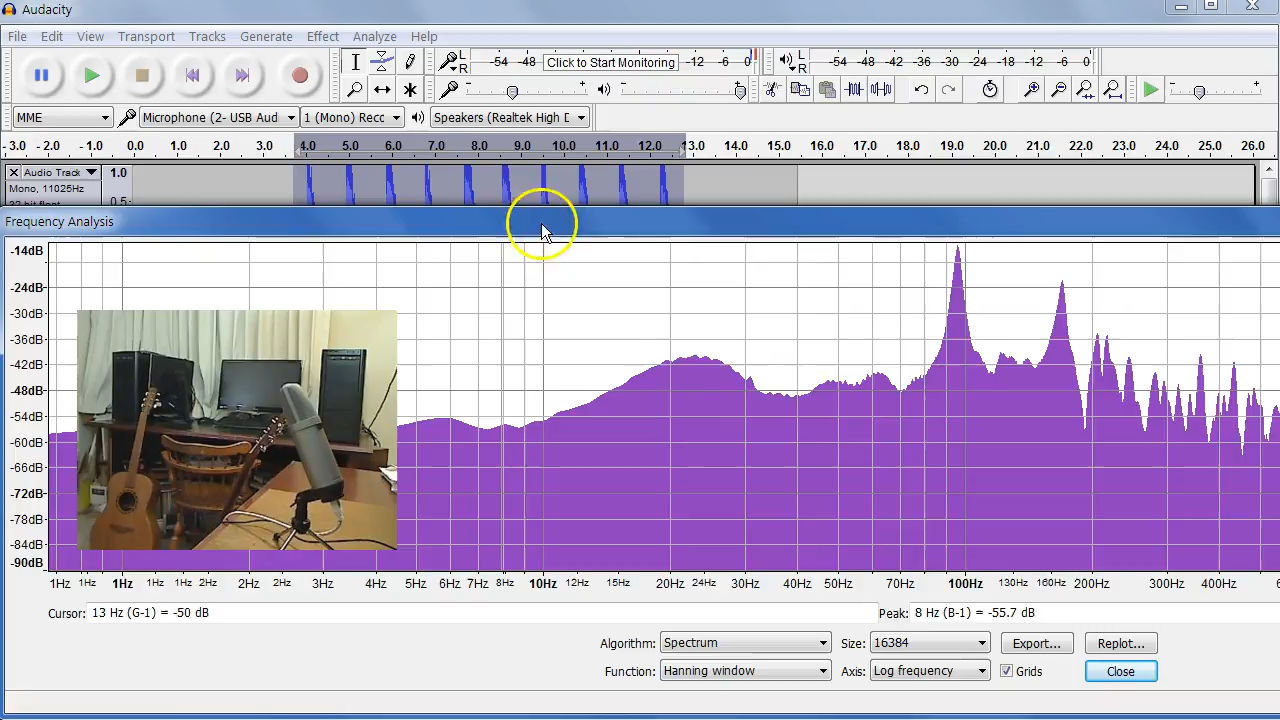 Audacity
File Edit View Transport Tracks Generate Effect Analyze Help
L R -54 -48 Click to Start Monitoring -12 -6 0 L R -54 -48 -42 -36 -30 -24 -18 -12 -6 0
MME Microphone (2- USB Aud 1 (Mono) Recc Speakers (Realtek High D
-3.0 -2.0 -1.0 0.0 1.0 2.0 3.0 4.0 5.0 6.0 7.0 8.0 9.0 10.0 11.0 12.0 13.0 14.0 15.0 16.0 17.0 18.0 19.0 20.0 21.0 22.0 23.0 24.0 25.0 26.0
Audio Track 1.0
Mono, 11025Hz
32 bit float 0.5
Frequency Analysis
-14dB
-24dB
-30dB
-36dB
-42dB
-48dB
-54dB
-60dB
-66dB
-72dB
-78dB
-84dB
-90dB
1Hz 1Hz 1Hz 1Hz 1Hz 2Hz 2Hz 2Hz 3Hz 4Hz 5Hz 6Hz 7Hz 8Hz 10Hz 12Hz 15Hz 20Hz 24Hz 30Hz 40Hz 50Hz 70Hz 100Hz 130Hz 160Hz 200Hz 300Hz 400Hz 6
Cursor: 13 Hz (G-1) = -50 dB Peak: 8 Hz (B-1) = -55.7 dB
Algorithm: Spectrum Size: 16384 Export... Replot...
Function: Hanning window Axis: Log frequency Grids Close